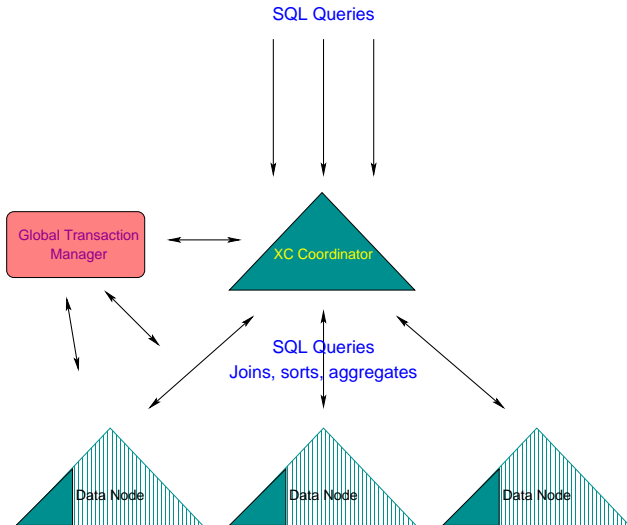 SQL Queries
Global Transaction
Manager
XC Coordinator
SQL Queries
Joins, sorts, aggregates
Data Node
Data Node
Data Node